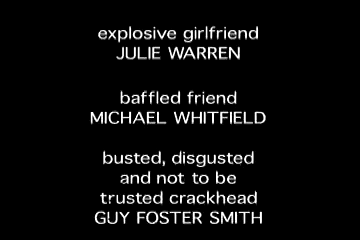 explosive girlfriend
JULIE WARREN
baffled friend
MICHAEL WHITFIELD
busted, disgusted
and not to be
trusted crackhead
GUY FOSTER SMITH